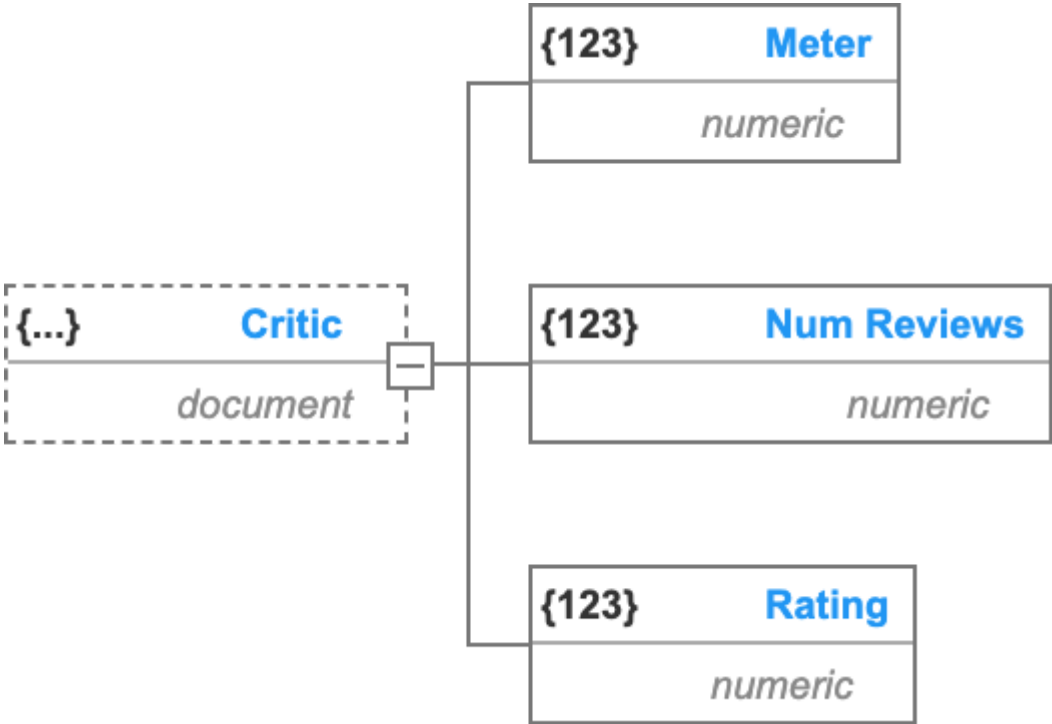 {123} Meter
numeric
{...} Critic
document
{123} Num Reviews
numeric
{123} Rating
numeric